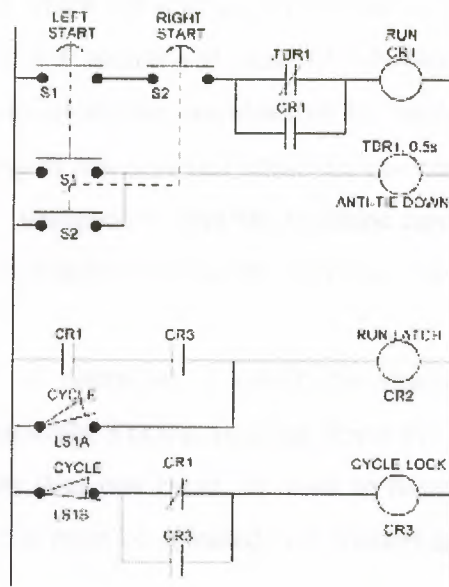 LEFT START
RIGHT START
RUN CR1
S1
S2
TDR1
CR1
TDR1, 0.5s
S1
ANTI-TIE DOWN
S2
CR1
CR3
RUN LATCH
CYCLE
CR2
LS1A
CYCLE
CR1
CYCLE LOCK
LS1B
CR3
CR3